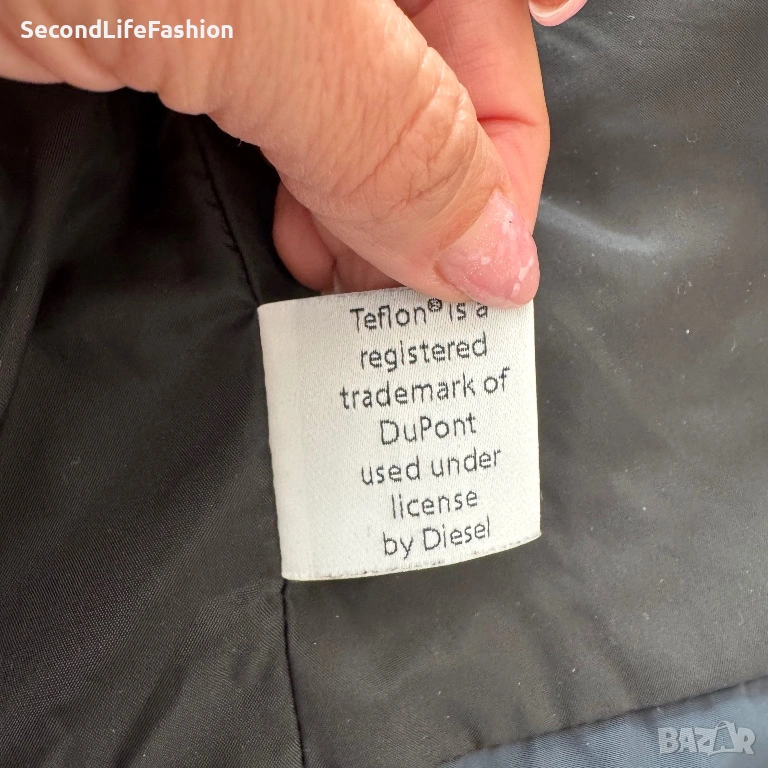 SecondLifeFashion
Teflon® is a
registered
trademark of
DuPont
used under
license
by Diesel
BAZAR